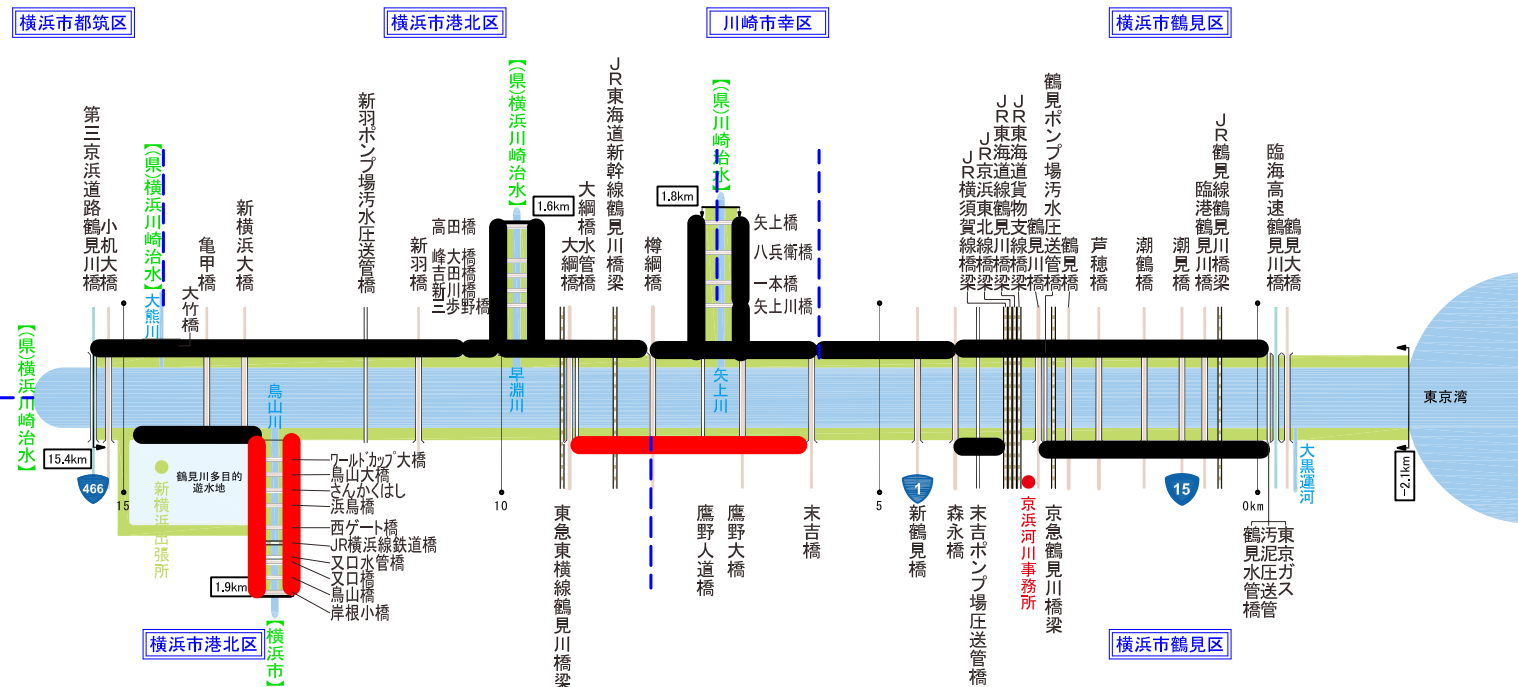 横浜市都筑区
横浜市港北区
川崎市幸区
横浜市鶴見区
第三京浜道路鶴見川橋
小机大橋
【(県)横浜川崎治水】
大熊川
大竹橋
亀甲橋
新横浜大橋
新羽ポンプ場汚水圧送管橋
新羽橋
高田橋
峰大橋
吉田橋
新川橋
三歩野橋
【(県)横浜川崎治水】
1.6km
大綱橋
大綱橋水管橋
JR東海道新幹線鶴見川橋梁
樽綱橋
1.8km
【(県)川崎治水】
矢上橋
八兵衛橋
一本橋
矢上川橋
JR横須賀線橋梁
JR京浜東北線橋梁
JR東海道線鶴見川橋梁
JR東海道貨物支線橋梁
鶴見川橋
鶴見ポンプ場汚水圧送管橋
鶴見橋
芦穂橋
潮鶴橋
潮見橋
臨港鶴見川橋
JR鶴見線鶴見川橋梁
臨海高速鶴見川橋
鶴見大橋
【(県)横浜川崎治水】
鳥山川
早淵川
矢上川
東京湾
15.4km
466
15
新横浜出張所
鶴見川多目的
遊水地
1.9km
ワールドカップ大橋
鳥山大橋
さんかくはし
浜鳥橋
西ゲート橋
JR横浜線鉄道橋
又口水管橋
又口橋
鳥山橋
岸根小橋
10
東急東横線鶴見川橋梁
鷹野人道橋
鷹野大橋
末吉橋
5
1
新鶴見橋
森永橋
末吉ポンプ場圧送管橋
京浜河川事務所
京急鶴見川橋梁
15
0km
鶴見水管橋
汚泥圧送管
東京ガス
大黒運河
-2.1km
横浜市港北区
【横浜市】
横浜市鶴見区